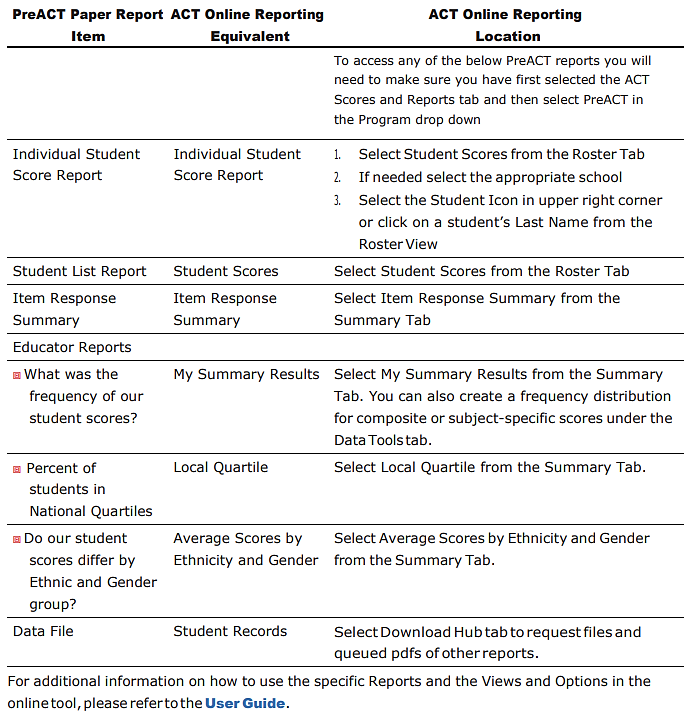 PreACT Paper Report Item
ACT Online Reporting Equivalent
ACT Online Reporting Location
To access any of the below PreACT reports you will
need to make sure you have first selected the ACT
Scores and Reports tab and then select PreACT in
the Program drop down
Individual Student
Score Report
Individual Student
Score Report
1. Select Student Scores from the Roster Tab
2. If needed select the appropriate school
3. Select the Student Icon in upper right corner
or click on a student’s Last Name from the
Roster View
Student List Report
Student Scores
Select Student Scores from the Roster Tab
Item Response
Summary
Item Response
Summary
Select Item Response Summary from the
Summary Tab
Educator Reports
What was the
frequency of our
student scores?
My Summary Results
Select My Summary Results from the Summary
Tab. You can also create a frequency distribution
for composite or subject-specific scores under the
Data Tools tab.
Percent of
students in
National Quartiles
Local Quartile
Select Local Quartile from the Summary Tab.
Do our student
scores differ by
Ethnic and Gender
group?
Average Scores by
Ethnicity and Gender
Select Average Scores by Ethnicity and Gender
from the Summary Tab.
Data File
Student Records
Select Download Hub tab to request files and
queued pdfs of other reports.
For additional information on how to use the specific Reports and the Views and Options in the
online tool, please refer to the User Guide.